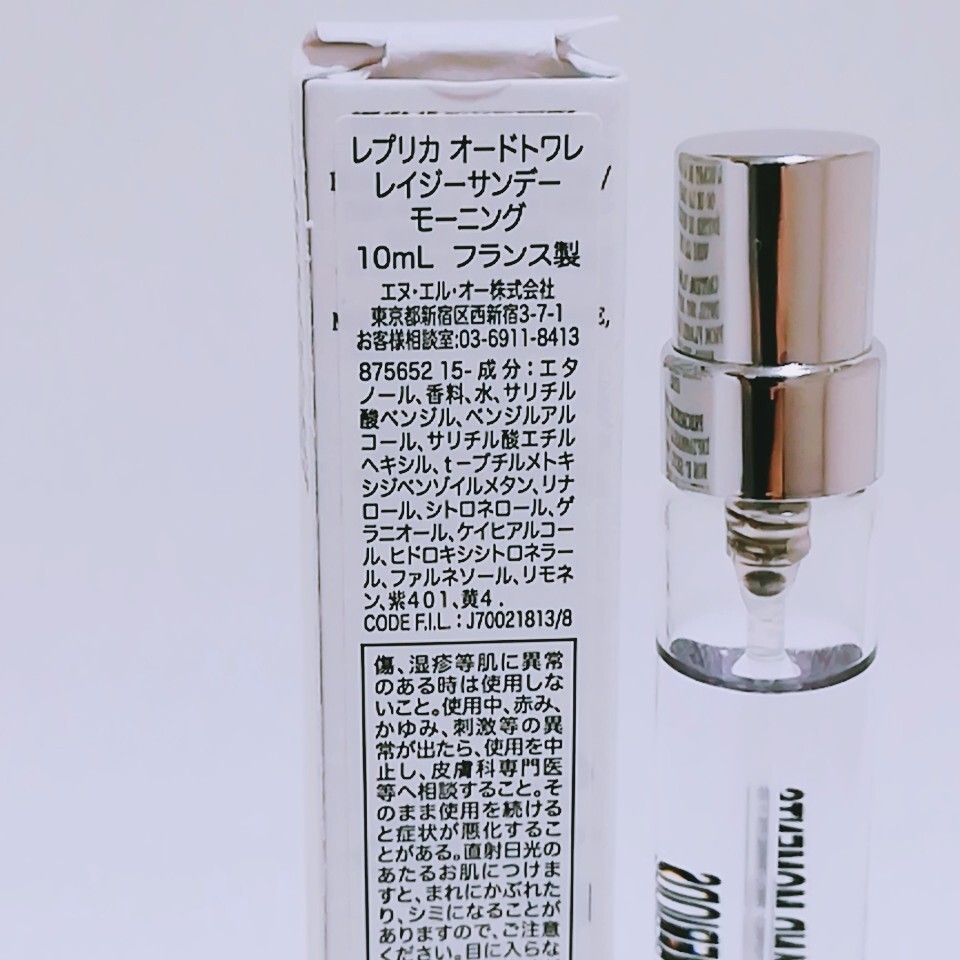 レプリカ オードトワレ
レイジーサンデー
モーニング
10mL フランス製
エヌ・エル・オー株式会社
東京都新宿区西新宿3-7-1
お客様相談室:03-6911-8413
875652 15- 成分:エタ
ノール、香料、水、サリチル
酸ベンジル、ベンジルアル
コール、サリチル酸エチル
ヘキシル、t-ブチルメトキ
シジベンゾイルメタン、リナ
ロール、シトロネロール、ゲ
ラニオール、ケイヒアルコー
ル、ヒドロキシシトロネラー
ル、ファルネソール、リモネ
ン、紫401、黄4.
CODE F.I.L. : J70021813/8
傷、湿疹等肌に異常
のある時は使用しな
いこと。使用中、赤み、
かゆみ、刺激等の異
常が出たら、使用を中
止し、皮膚科専門医
等へ相談すること。そ
のまま使用を続ける
と症状が悪化するこ
とがある。直射日光の
あたるお肌につけま
すと、まれにかぶれた
り、シミになることが
ありますので、ご注意
ください。目に入らな